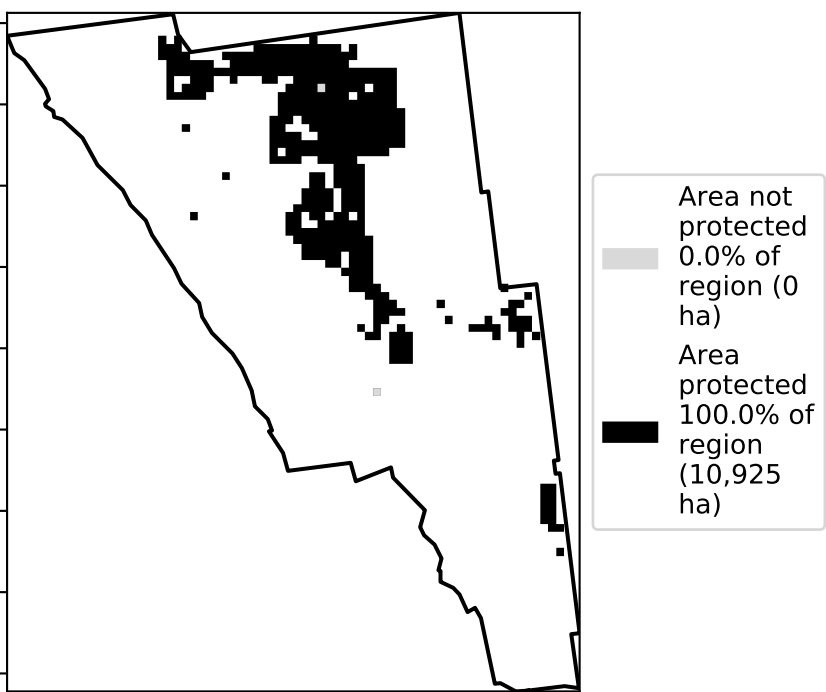 Area not
protected
0.0% of
region (0
ha)
Area
protected
100.0% of
region
(10,925
ha)